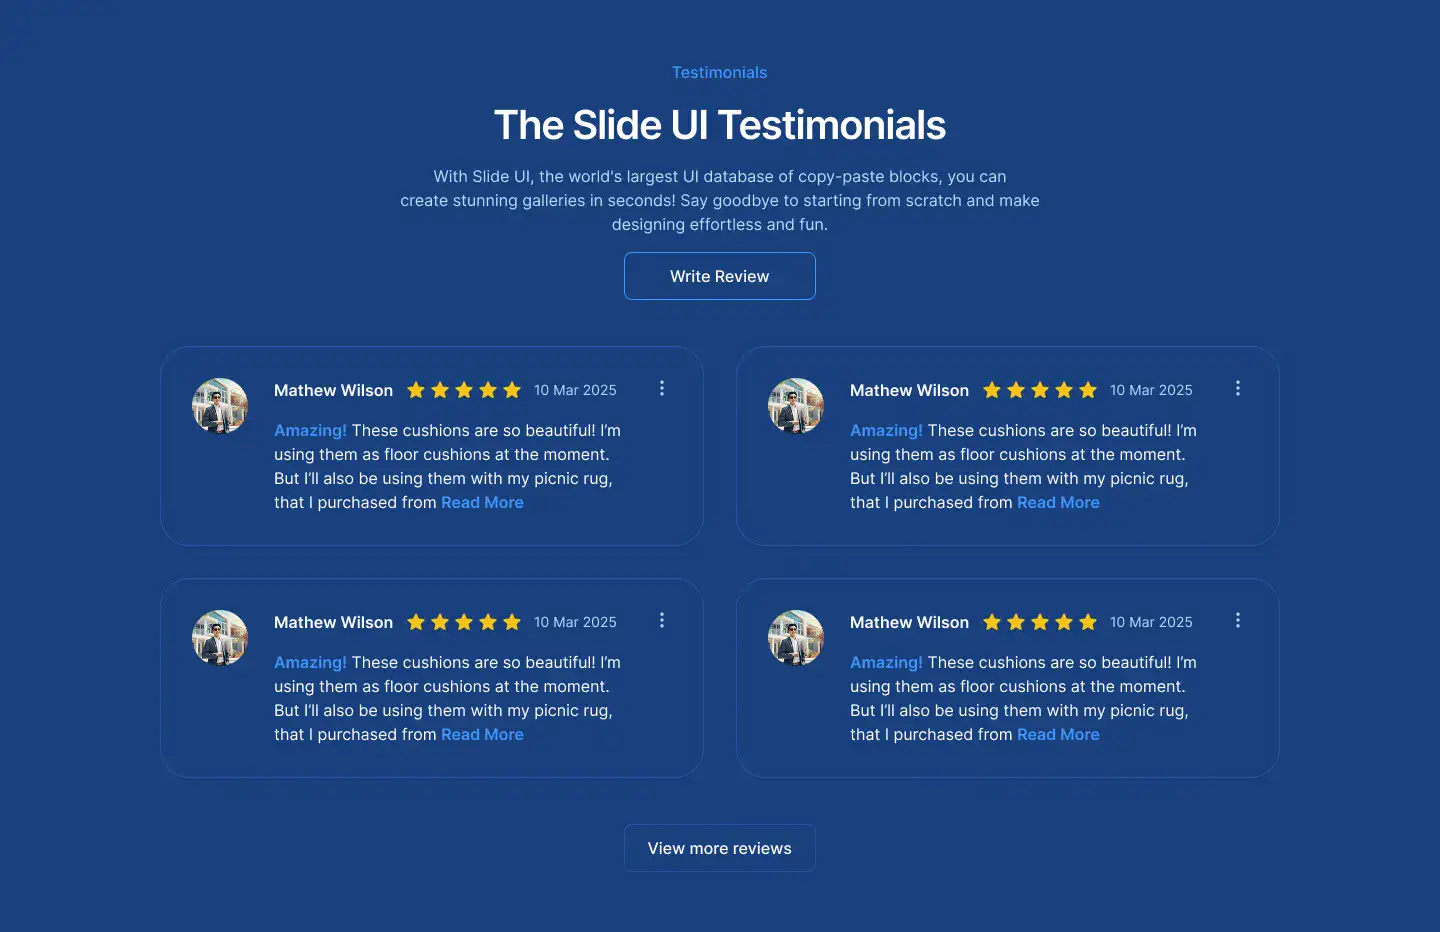 Testimonials
The Slide UI Testimonials
With Slide UI, the world's largest UI database of copy-paste blocks, you can
create stunning galleries in seconds! Say goodbye to starting from scratch and make
designing effortless and fun.
Write Review
Mathew Wilson 10 Mar 2025
Amazing! These cushions are so beautiful! I’m
using them as floor cushions at the moment.
But I’ll also be using them with my picnic rug,
that I purchased from Read More
Mathew Wilson 10 Mar 2025
Amazing! These cushions are so beautiful! I’m
using them as floor cushions at the moment.
But I’ll also be using them with my picnic rug,
that I purchased from Read More
Mathew Wilson 10 Mar 2025
Amazing! These cushions are so beautiful! I’m
using them as floor cushions at the moment.
But I’ll also be using them with my picnic rug,
that I purchased from Read More
Mathew Wilson 10 Mar 2025
Amazing! These cushions are so beautiful! I’m
using them as floor cushions at the moment.
But I’ll also be using them with my picnic rug,
that I purchased from Read More
View more reviews